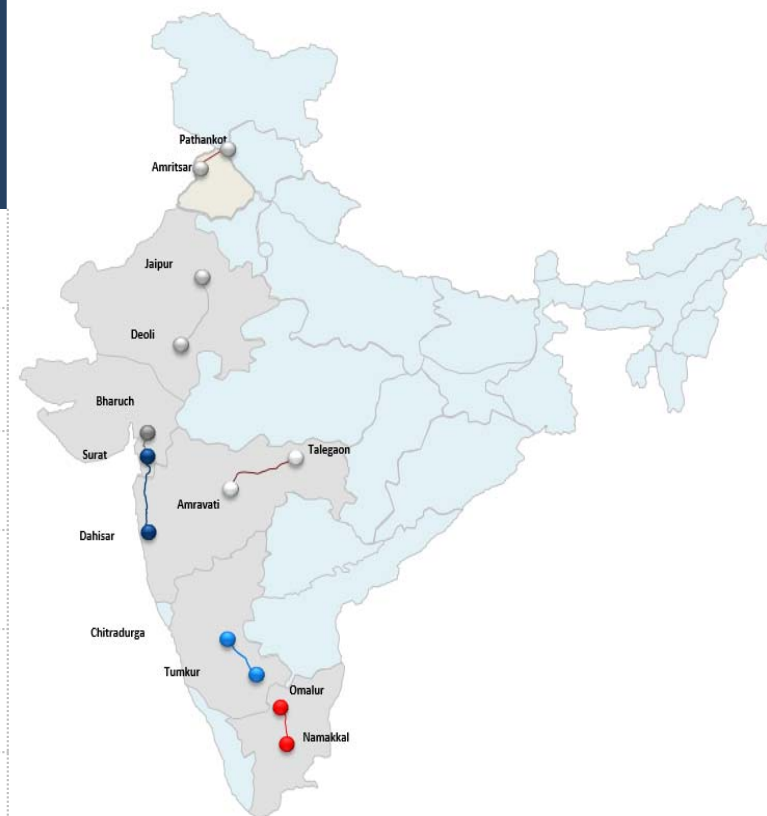 Pathankot
Amritsar
Jaipur
Deoli
Bharuch
Surat
Talegaon
Amravati
Dahisar
Chitradurga
Tumkur
Omalur
Namakkal